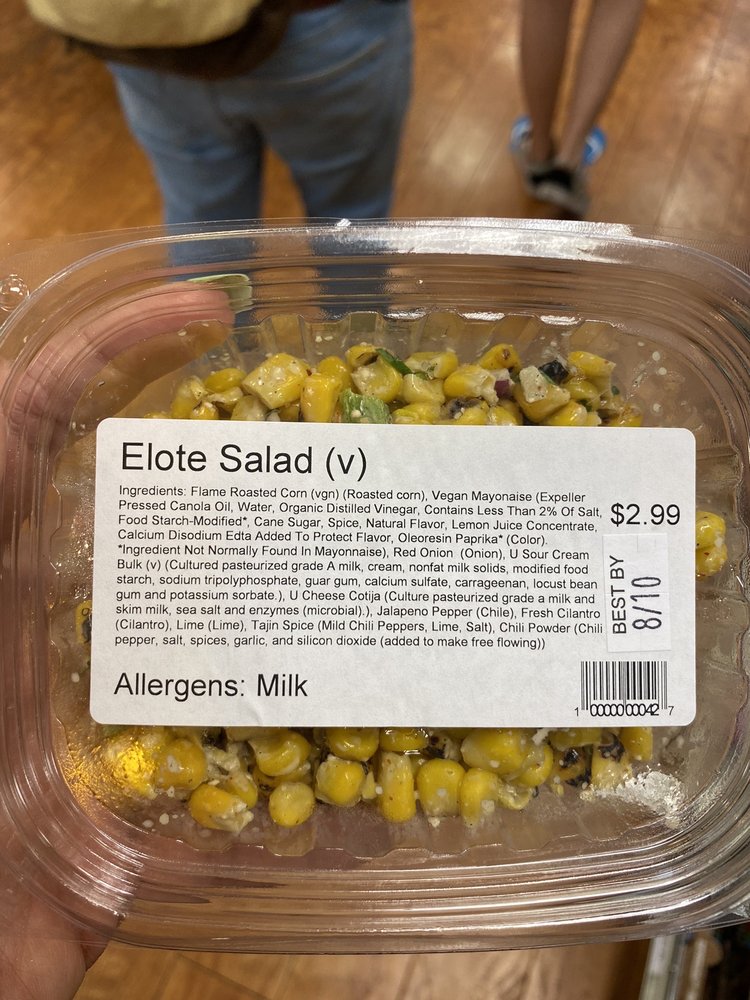 Elote Salad (v)
Ingredients: Flame Roasted Corn (vgn) (Roasted corn), Vegan Mayonaise (Expeller
Pressed Canola Oil, Water, Organic Distilled Vinegar, Contains Less Than 2% Of Salt,
Food Starch-Modified*, Cane Sugar, Spice, Natural Flavor, Lemon Juice Concentrate,
Calcium Disodium Edta Added To Protect Flavor, Oleoresin Paprika* (Color).
*Ingredient Not Normally Found In Mayonnaise), Red Onion (Onion), U Sour Cream
Bulk (v) (Cultured pasteurized grade A milk, cream, nonfat milk solids, modified food
starch, sodium tripolyphosphate, guar gum, calcium sulfate, carrageenan, locust bean
gum and potassium sorbate.), U Cheese Cotija (Culture pasteurized grade a milk and
skim milk, sea salt and enzymes (microbial).), Jalapeno Pepper (Chile), Fresh Cilantro
(Cilantro), Lime (Lime), Tajin Spice (Mild Chili Peppers, Lime, Salt), Chili Powder (Chili
pepper, salt, spices, garlic, and silicon dioxide (added to make free flowing))
$2.99
BEST BY
8/10
Allergens: Milk
1 00000 00042 7